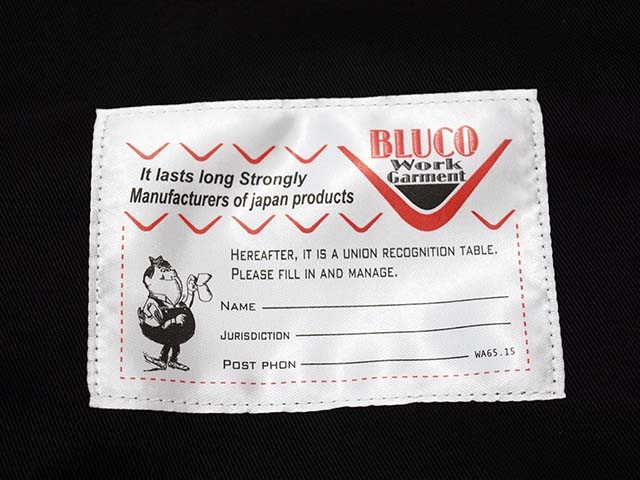 BLUCO
Work
Garment
It lasts long Strongly
Manufacturers of japan products
HEREAFTER, IT IS A UNION RECOGNITION TABLE.
PLEASE FILL IN AND MANAGE.
NAME
JURISDICTION
POST PHON
WA65.15